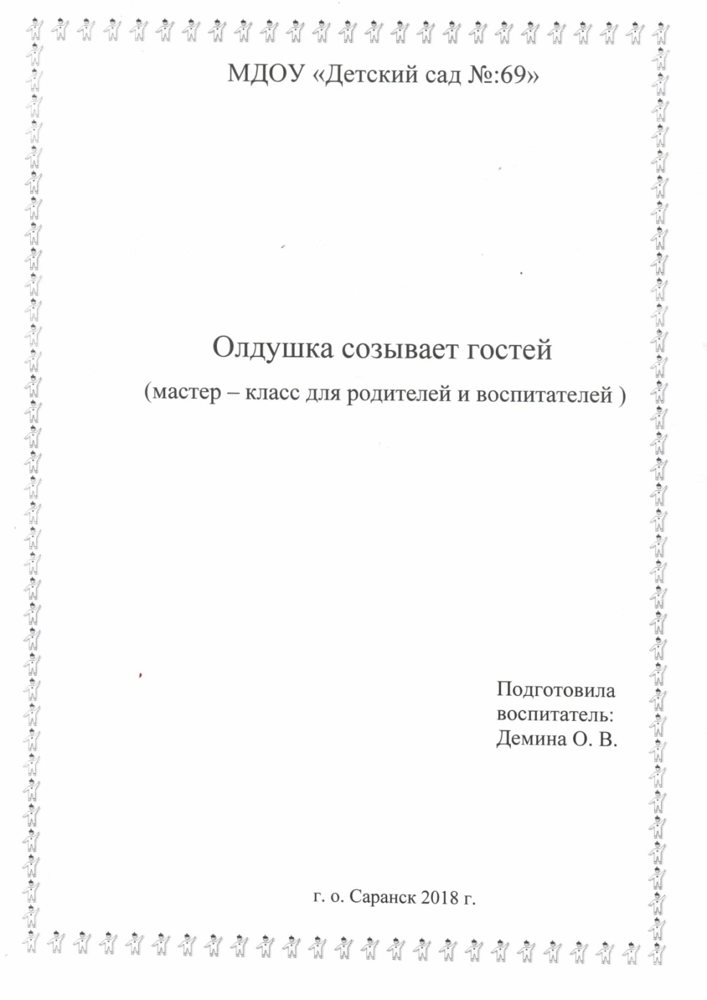 МДОУ «Детский сад №:69»
Олдушка созывает гостей
(мастер – класс для родителей и воспитателей )
Подготовила
воспитатель:
Демина О. В.
г. о. Саранск 2018 г.